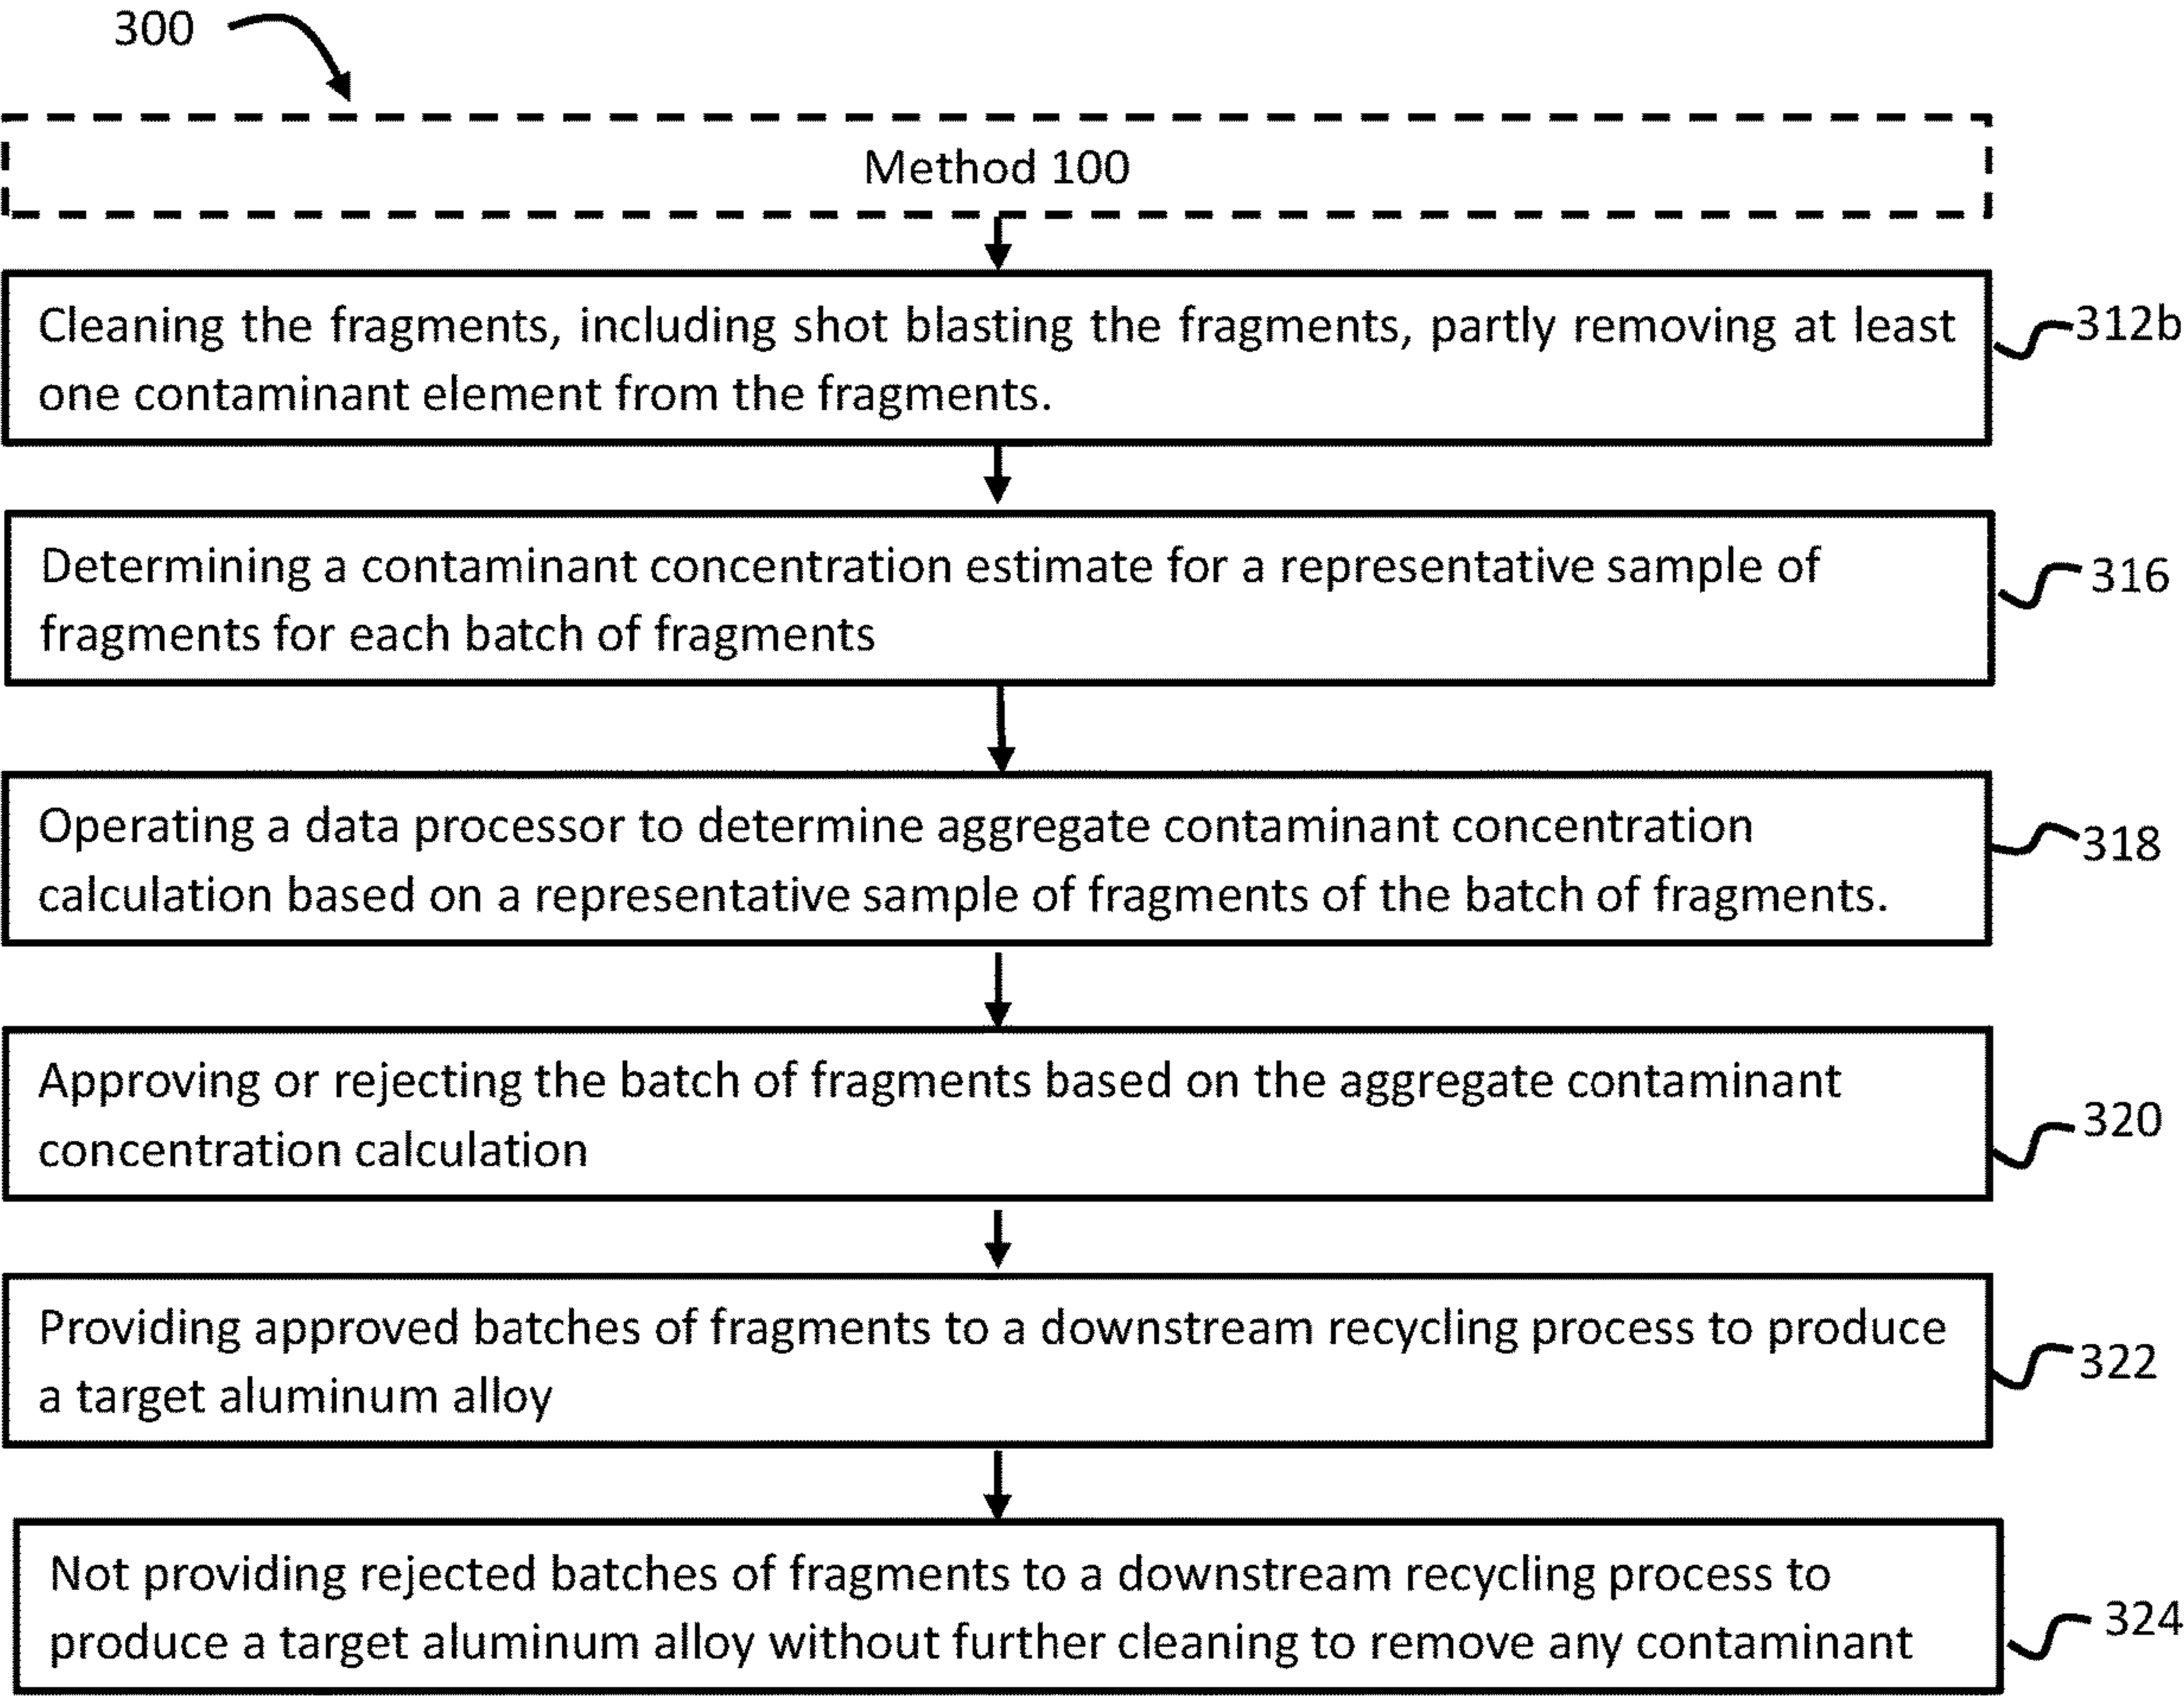 300
Method 100
Cleaning the fragments, including shot blasting the fragments, partly removing at least
one contaminant element from the fragments.
312b
Determining a contaminant concentration estimate for a representative sample of
fragments for each batch of fragments
316
Operating a data processor to determine aggregate contaminant concentration
calculation based on a representative sample of fragments of the batch of fragments.
318
Approving or rejecting the batch of fragments based on the aggregate contaminant
concentration calculation
320
Providing approved batches of fragments to a downstream recycling process to produce
a target aluminum alloy
322
Not providing rejected batches of fragments to a downstream recycling process to
produce a target aluminum alloy without further cleaning to remove any contaminant
324